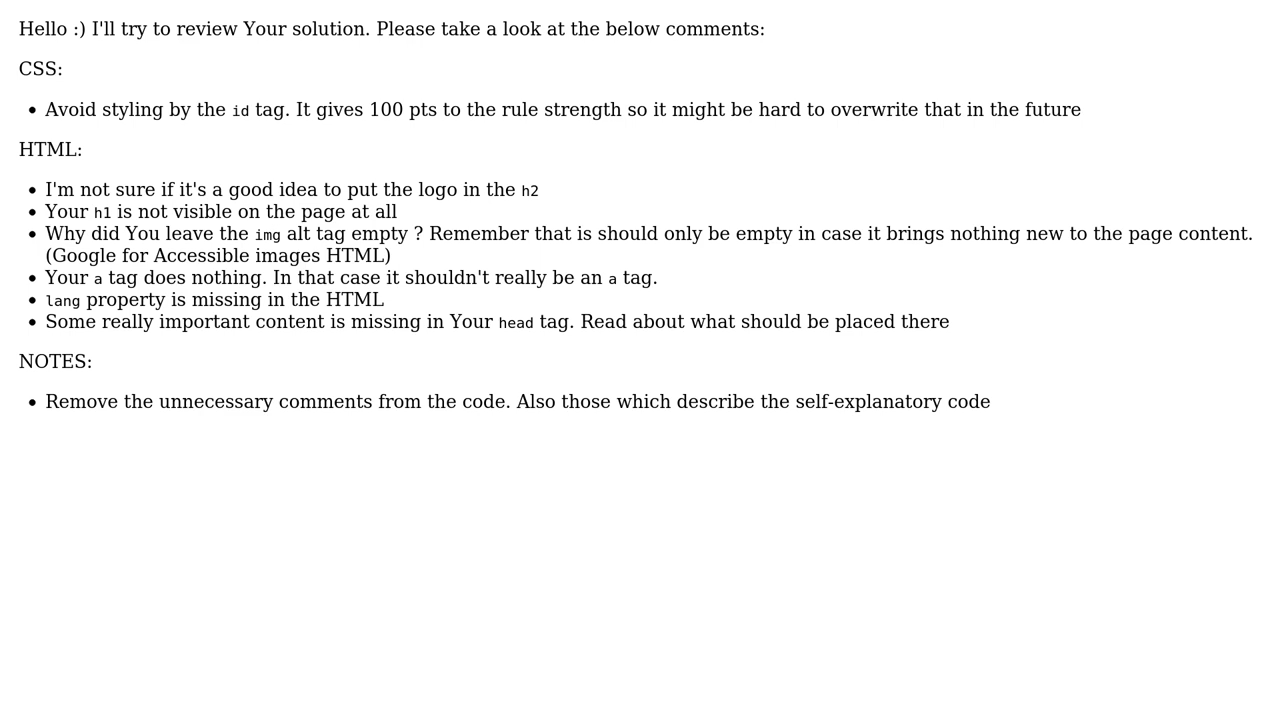 Hello :) I'll try to review Your solution. Please take a look at the below comments:
CSS:
• Avoid styling by the id tag. It gives 100 pts to the rule strength so it might be hard to overwrite that in the future
HTML:
• I'm not sure if it's a good idea to put the logo in the h2
• Your h1 is not visible on the page at all
• Why did You leave the img alt tag empty ? Remember that is should only be empty in case it brings nothing new to the page content.
(Google for Accessible images HTML)
• Your a tag does nothing. In that case it shouldn't really be an a tag.
• lang property is missing in the HTML
• Some really important content is missing in Your head tag. Read about what should be placed there
NOTES:
• Remove the unnecessary comments from the code. Also those which describe the self-explanatory code